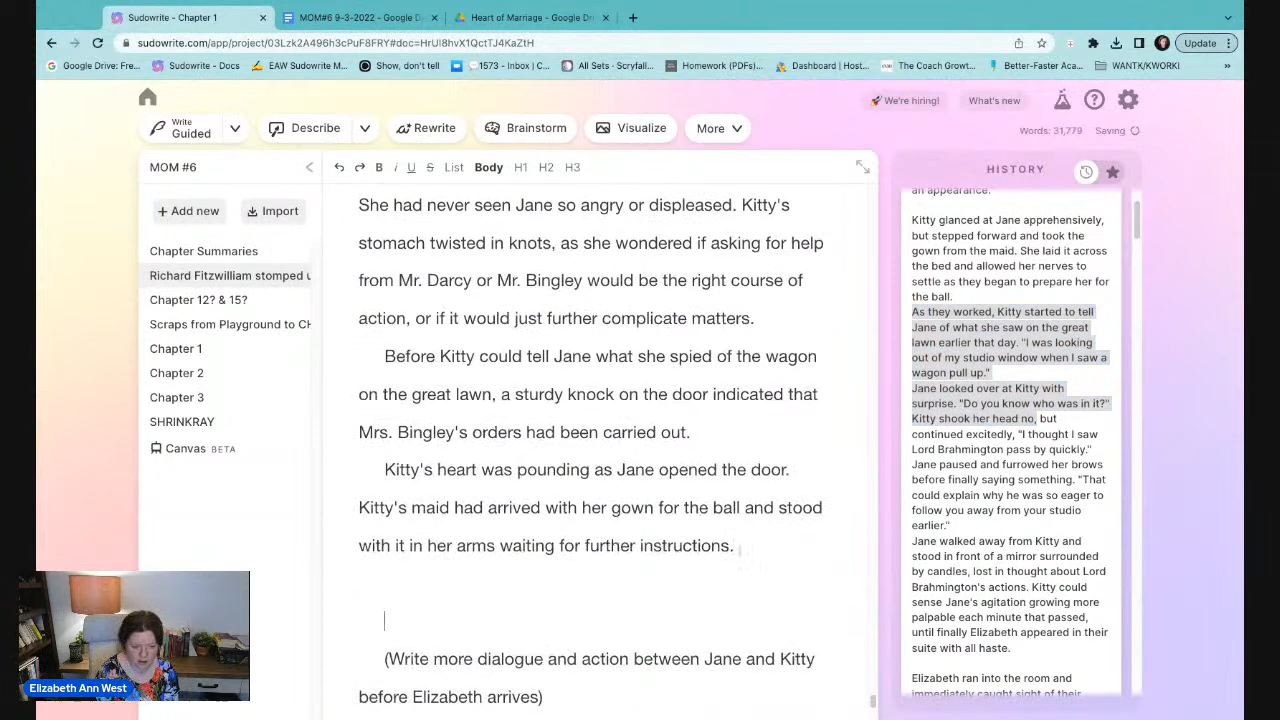 Sudowrite - Chapter 1
MOM#6 9-3-2022 - Google D
Heart of Marriage - Google Dri
sudowrite.com/app/project/03Lzk2A496h3cPuF8FRY#doc=HrUl8hvX1QctTJ4KaZtH
Update
Google Drive: Fre...
Sudowrite - Docs
EAW Sudowrite M...
Show, don't tell
1573 - Inbox | C...
All Sets · Scryfall...
Homework (PDFs)...
Dashboard | Host...
The Coach Growt...
Better-Faster Aca...
WANTK/KWORKI
»
We're hiring!
What's new
Write
Guided
Describe
Rewrite
Brainstorm
Visualize
More
Words: 31,779
Saving
MOM #6
B i U S List Body H1 H2 H3
HISTORY
+ Add new
Import
Chapter Summaries
Richard Fitzwilliam stomped u
Chapter 12? & 15?
Scraps from Playground to CH
Chapter 1
Chapter 2
Chapter 3
SHRINKRAY
Canvas BETA
She had never seen Jane so angry or displeased. Kitty's
stomach twisted in knots, as she wondered if asking for help
from Mr. Darcy or Mr. Bingley would be the right course of
action, or if it would just further complicate matters.
Before Kitty could tell Jane what she spied of the wagon
on the great lawn, a sturdy knock on the door indicated that
Mrs. Bingley's orders had been carried out.
Kitty's heart was pounding as Jane opened the door.
Kitty's maid had arrived with her gown for the ball and stood
with it in her arms waiting for further instructions.
(Write more dialogue and action between Jane and Kitty
before Elizabeth arrives)
an appearance.
Kitty glanced at Jane apprehensively,
but stepped forward and took the
gown from the maid. She laid it across
the bed and allowed her nerves to
settle as they began to prepare her for
the ball.
As they worked, Kitty started to tell
Jane of what she saw on the great
lawn earlier that day. "I was looking
out of my studio window when I saw a
wagon pull up."
Jane looked over at Kitty with
surprise. "Do you know who was in it?"
Kitty shook her head no, but
continued excitedly, "I thought I saw
Lord Brahmington pass by quickly."
Jane paused and furrowed her brows
before finally saying something. "That
could explain why he was so eager to
follow you away from your studio
earlier."
Jane walked away from Kitty and
stood in front of a mirror surrounded
by candles, lost in thought about Lord
Brahmington's actions. Kitty could
sense Jane's agitation growing more
palpable each minute that passed,
until finally Elizabeth appeared in their
suite with all haste.
Elizabeth ran into the room and
immediately caught sight of their
Elizabeth Ann West